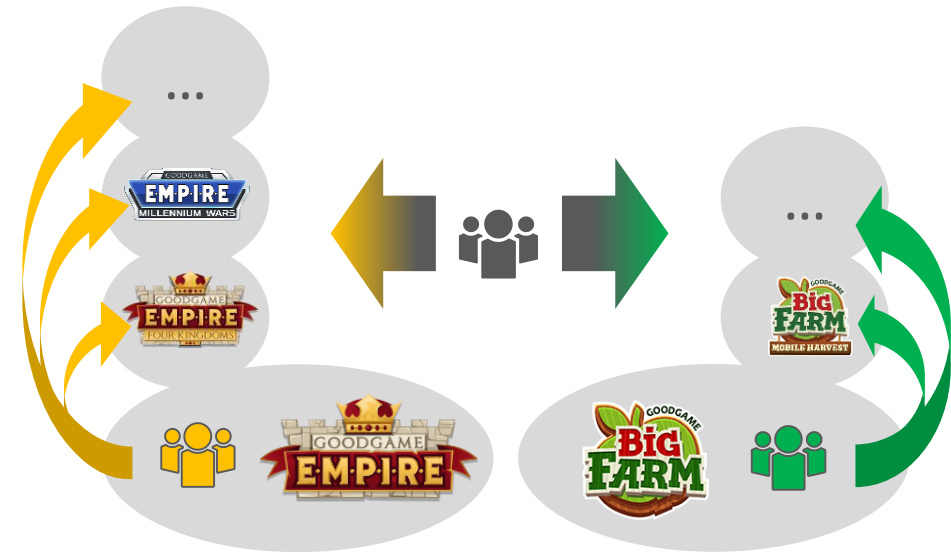 ...
GOODGAME
EMPIRE
MILLENNIUM WARS
GOODGAME
EMPIRE
FOUR KINGDOMS
GOODGAME
EMPIRE
...
GOODGAME
BIG
FARM
MOBILE HARVEST
GOODGAME
BIG
FARM